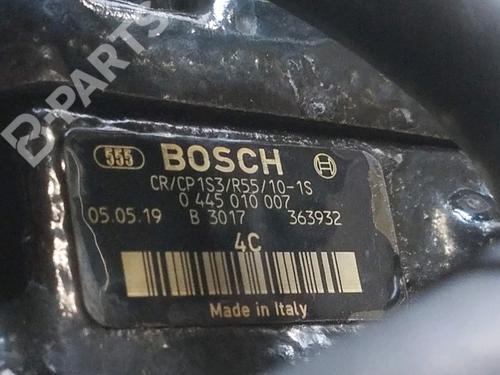 B-PARTS
555 BOSCH
CR/CP1S3/R55/10-1S
0 445 010 007
05.05.19 B 3017 363932
4C
Made in Italy